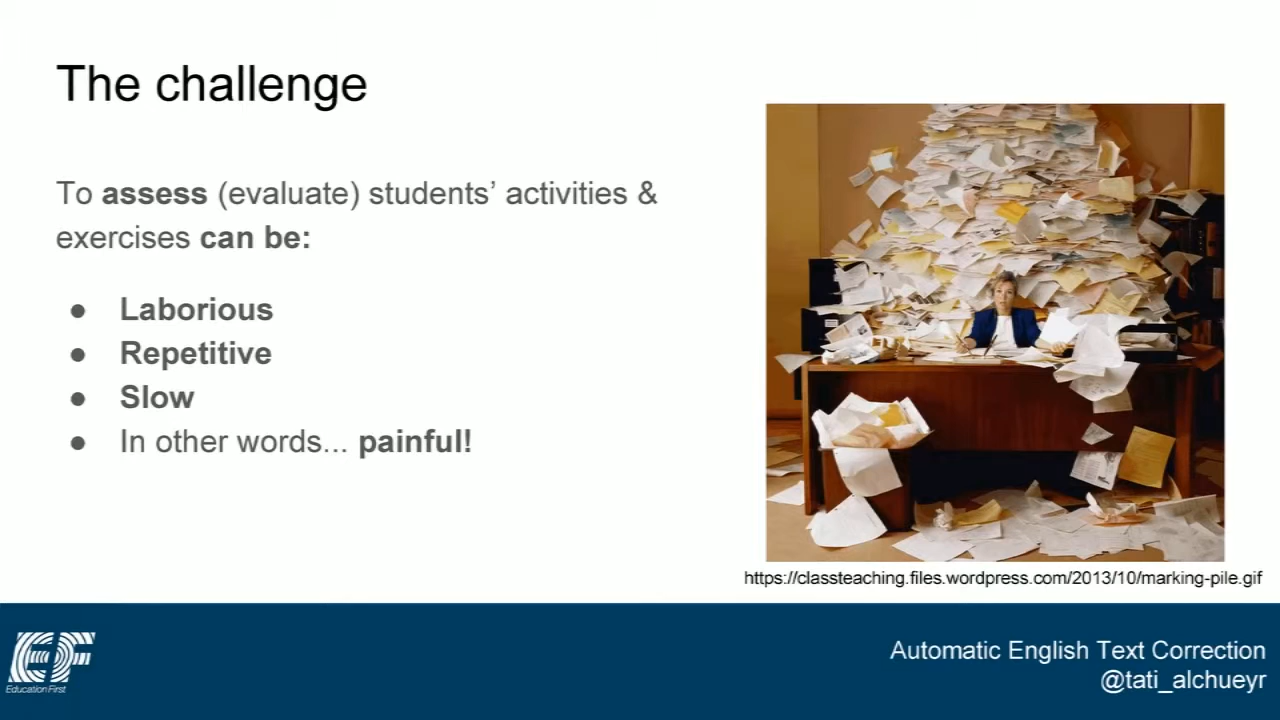 The challenge
To assess (evaluate) students’ activities &
exercises can be:
● Laborious
● Repetitive
● Slow
● In other words... painful!
https://classteaching.files.wordpress.com/2013/10/marking-pile.gif
EF
Education First
Automatic English Text Correction
@tati_alchueyr